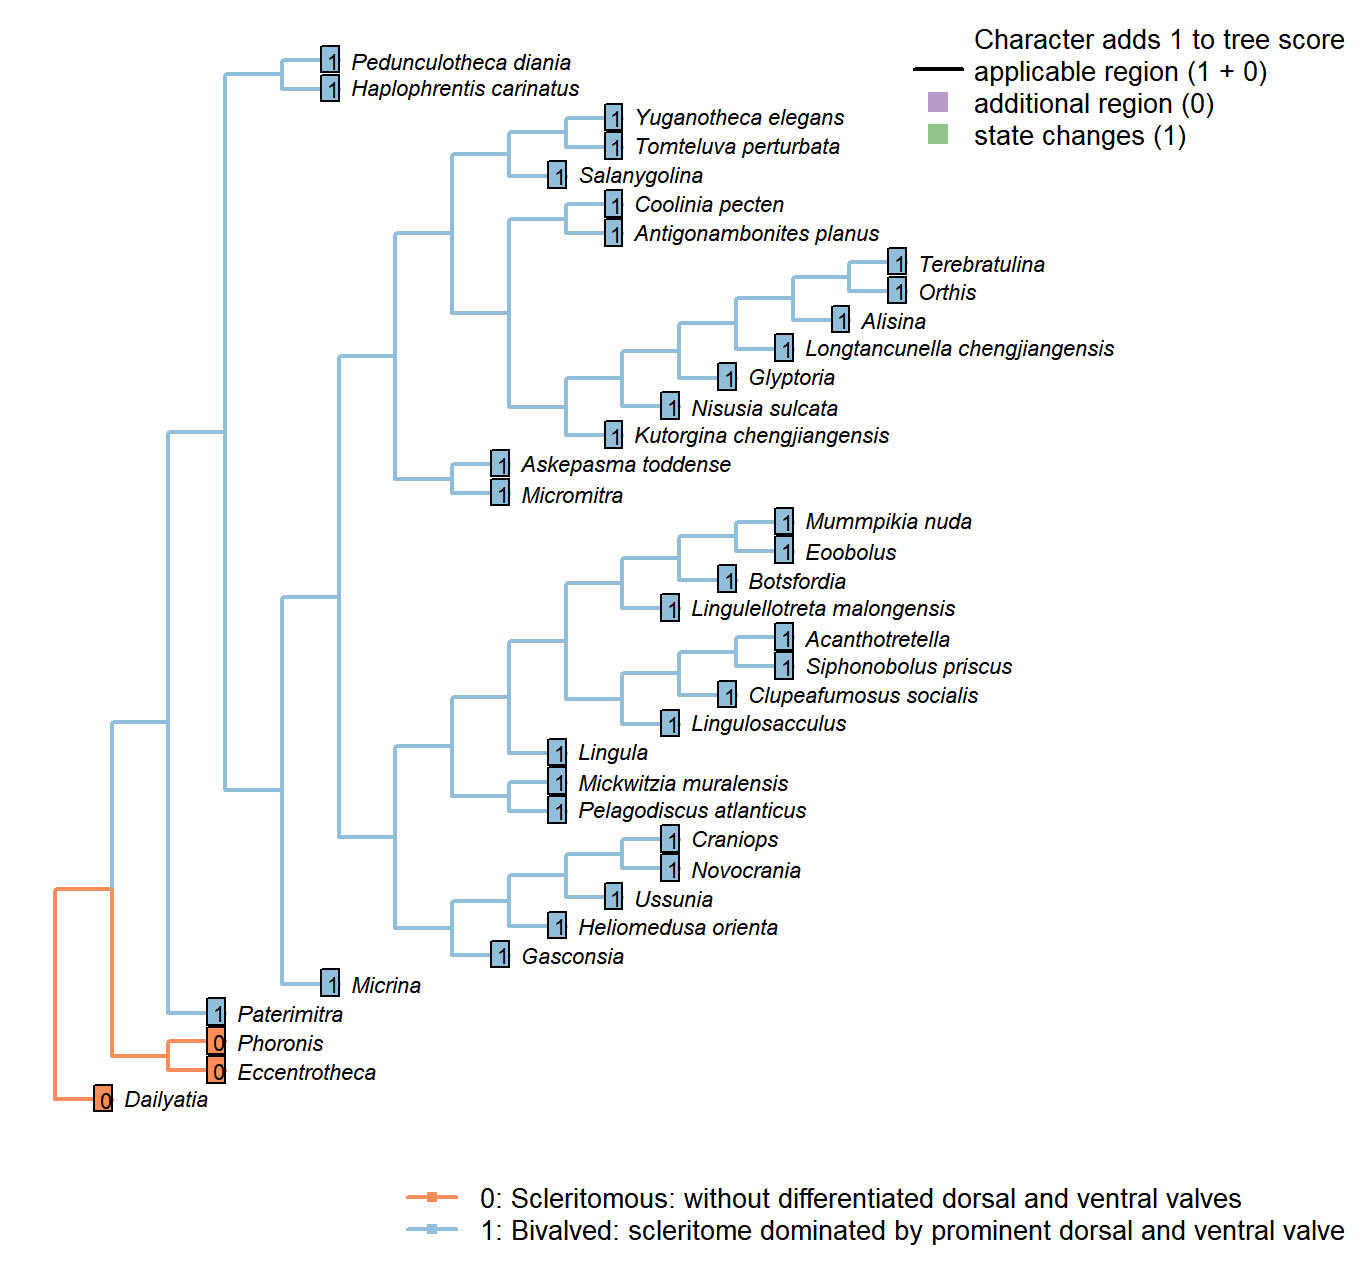 Character adds 1 to tree score
applicable region (1 + 0)
additional region (0)
state changes (1)
1 Pedunculotheca diania
1 Haplophrentis carinatus
1 Yuganotheca elegans
1 Tomteluva perturbata
1 Salanygolina
1 Coolinia pecten
1 Antigonambonites planus
1 Terebratulina
1 Orthis
1 Alisina
1 Longtancunella chengjiangensis
1 Glyptoria
1 Nisusia sulcata
1 Kutorgina chengjiangensis
1 Askepasma toddense
1 Micromitra
1 Mummpikia nuda
1 Eoobolus
1 Botsfordia
1 Lingulellotreta malongensis
1 Acanthotretella
1 Siphonobolus priscus
1 Clupeafumosus socialis
1 Lingulosacculus
1 Lingula
1 Mickwitzia muralensis
1 Pelagodiscus atlanticus
1 Craniops
1 Novocrania
1 Ussunia
1 Heliomedusa orienta
1 Gasconsia
1 Micrina
1 Paterimitra
0 Phoronis
0 Eccentrotheca
0 Dailyatia
0: Scleritomous: without differentiated dorsal and ventral valves
1: Bivalved: scleritome dominated by prominent dorsal and ventral valve